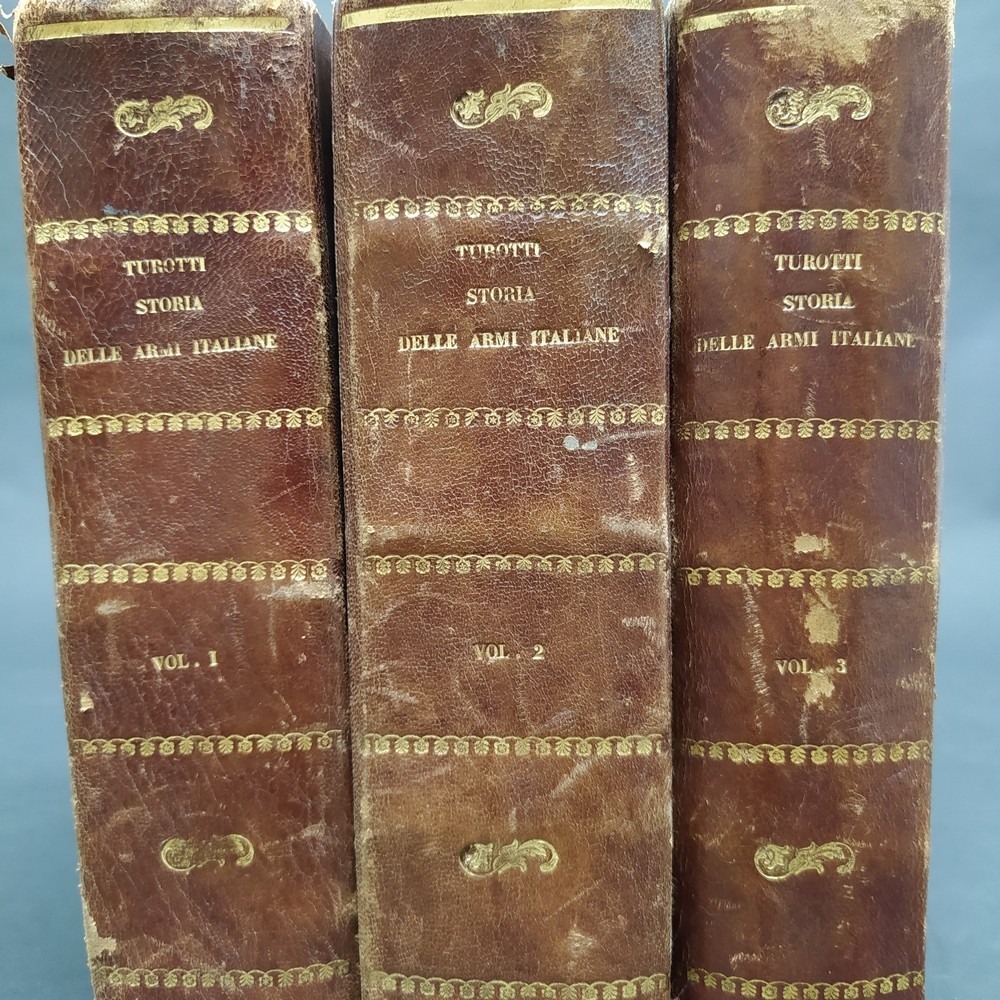 TUROTTI
STORIA
DELLE ARMI ITALIANE
VOL. 1
TUROTTI
STORIA
DELLE ARMI ITALIANE
VOL. 2
TUROTTI
STORIA
DELLE ARMI ITALIANE
VOL. 3